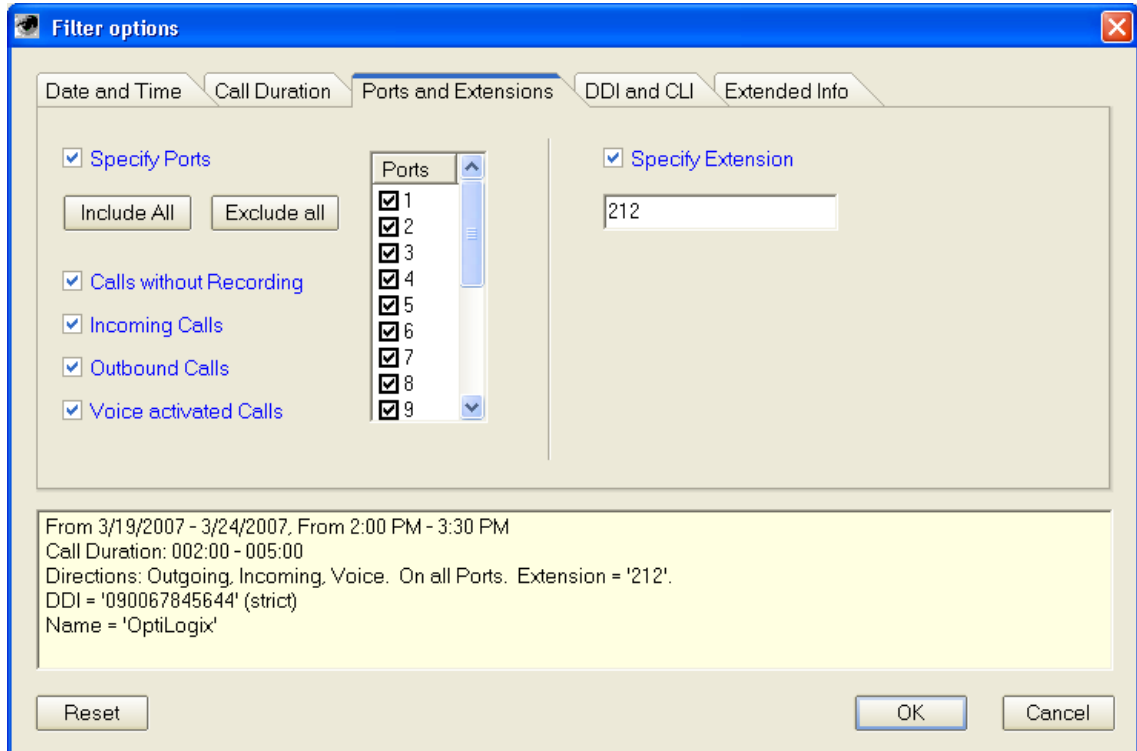 Filter options
Date and Time
Call Duration
Ports and Extensions
DDI and CLI
Extended Info
Specify Ports
Include All
Exclude all
Calls without Recording
Incoming Calls
Outbound Calls
Voice activated Calls
Ports
1
2
3
4
5
6
7
8
9
Specify Extension
212
From 3/19/2007 - 3/24/2007, From 2:00 PM - 3:30 PM
Call Duration: 002:00 - 005:00
Directions: Outgoing, Incoming, Voice.  On all Ports.  Extension = '212'.
DDI = '090067845644' (strict)
Name = 'OptiLogix'
Reset
OK
Cancel